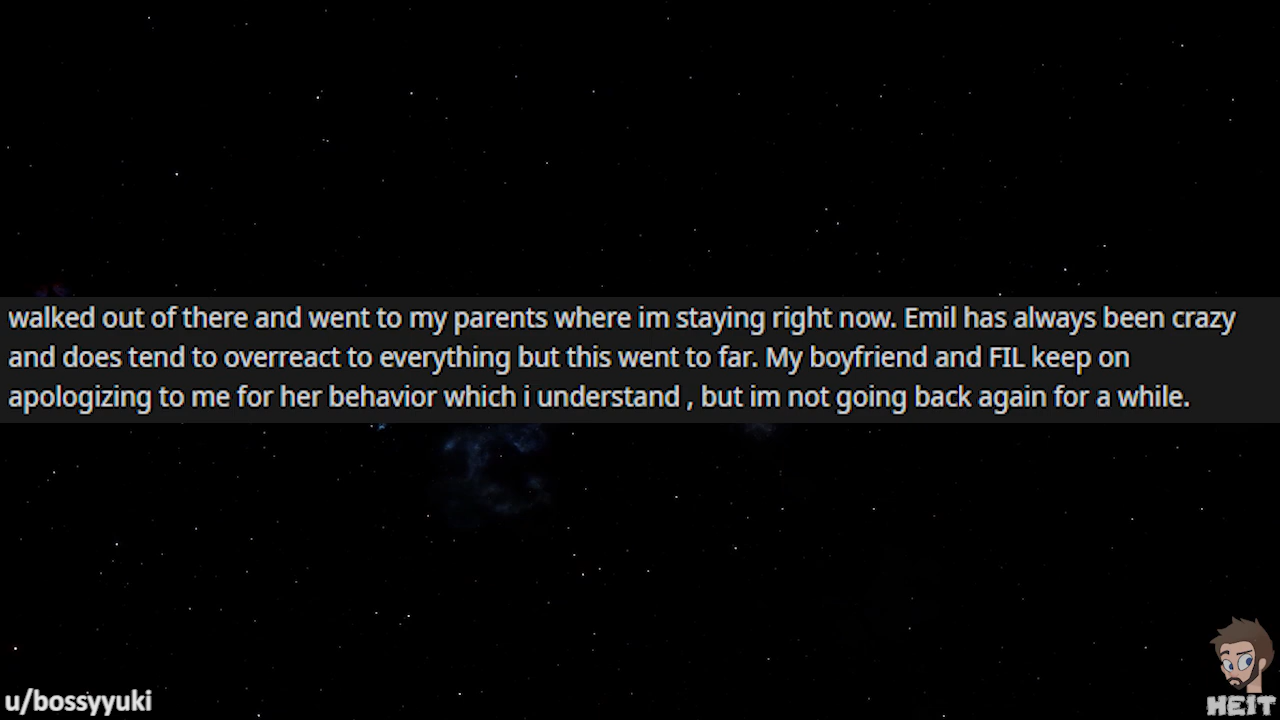 walked out of there and went to my parents where im staying right now. Emil has always been crazy
and does tend to overreact to everything but this went to far. My boyfriend and FIL keep on
apologizing to me for her behavior which i understand , but im not going back again for a while.
u/bossyyuki
HEIT